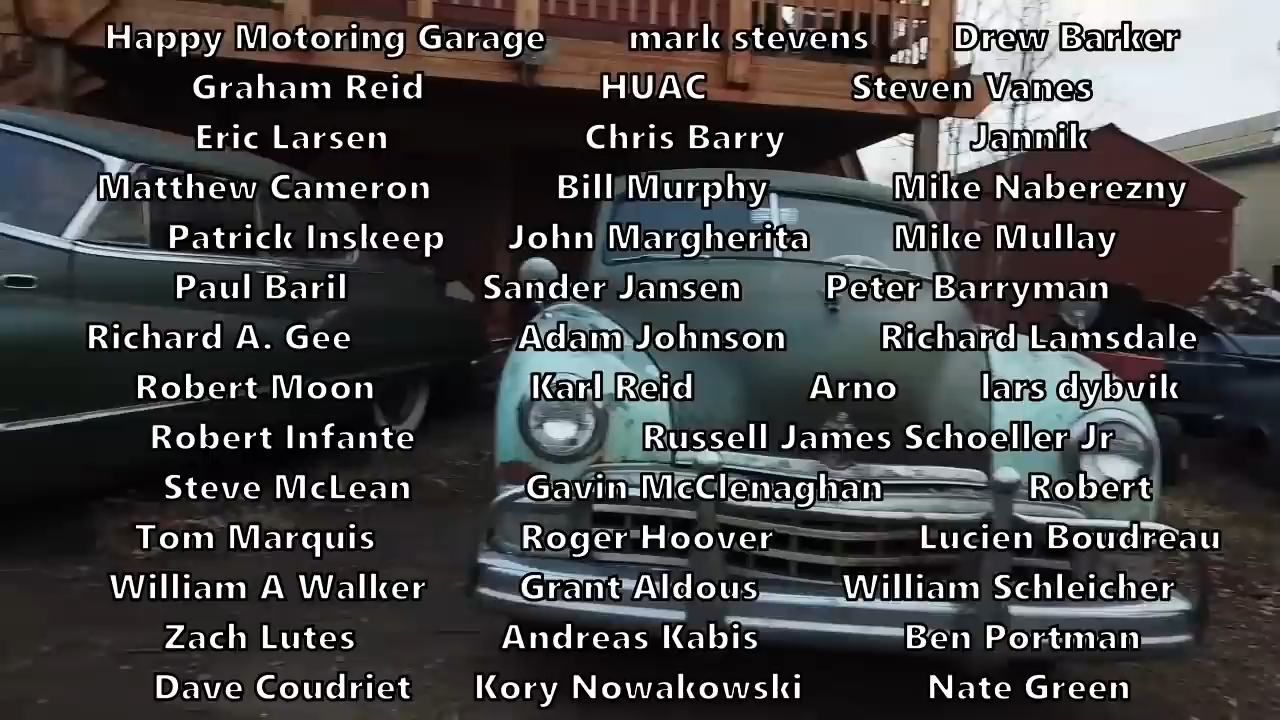 Happy Motoring Garage mark stevens Drew Barker
Graham Reid HUAC Steven Vanes
Eric Larsen Chris Barry Jannik
Matthew Cameron Bill Murphy Mike Naberezny
Patrick Inskeep John Margherita Mike Mullay
Paul Baril Sander Jansen Peter Barryman
Richard A. Gee Adam Johnson Richard Lamsdale
Robert Moon Karl Reid Arno lars dybvik
Robert Infante Russell James Schoeller Jr
Steve McLean Gavin McClenaghan Robert
Tom Marquis Roger Hoover Lucien Boudreau
William A Walker Grant Aldous William Schleicher
Zach Lutes Andreas Kabis Ben Portman
Dave Coudriet Kory Nowakowski Nate Green